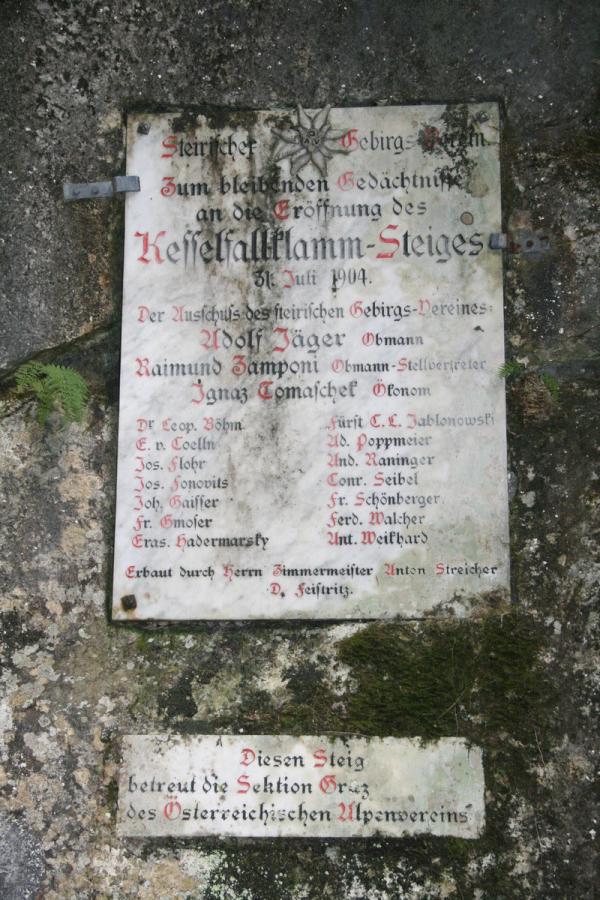 Steirischer Gebirgs-Verein
Zum bleibenden Gedächtnisse
an die Eröffnung des
Kesselfallklamm-Steiges
31. Juli 1904.
Der Ausschuss des steirischen Gebirgs-Vereines:
Adolf Jäger Obmann
Raimund Zamponi Obmann-Stellvertreter
Ignaz Tomaschek Ökonom
Dr Leop. Böhm
E. v. Coelln
Jos. Flohr
Jos. Fonovits
Joh. Gaisser
Fr. Gmoser
Eras. Hadermarsky
Fürst C. L. Jablonowski
Ad. Poppmeier
And. Raninger
Conr. Seibel
Fr. Schönberger
Ferd. Walcher
Ant. Weikhard
Erbaut durch Herrn Zimmermeister Anton Streicher
D. Feistritz.
Diesen Steig
betreut die Sektion Graz
des Österreichischen Alpenvereins